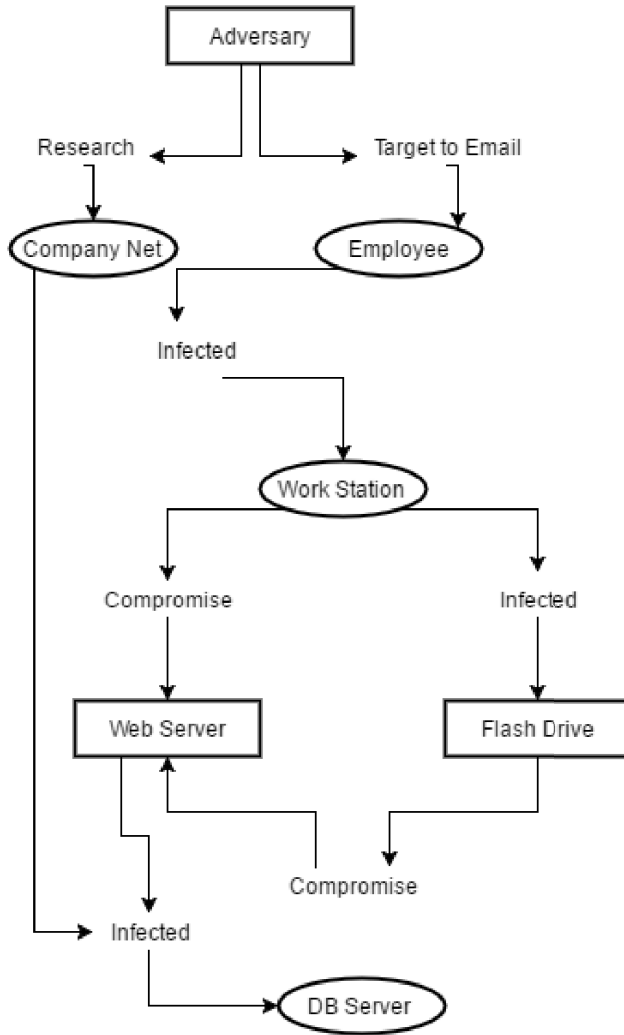 Adversary
Research
Target to Email
Company Net
Employee
Infected
Work Station
Compromise
Infected
Web Server
Flash Drive
Compromise
Infected
DB Server